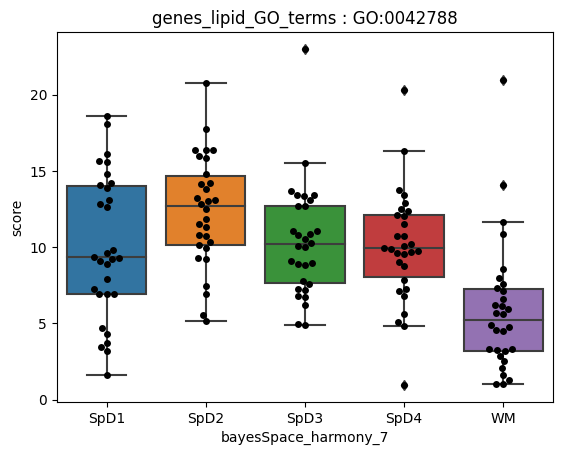 genes_lipid_GO_terms : GO:0042788
score
20
15
10
5
0
SpD1 SpD2 SpD3 SpD4 WM
bayesSpace_harmony_7